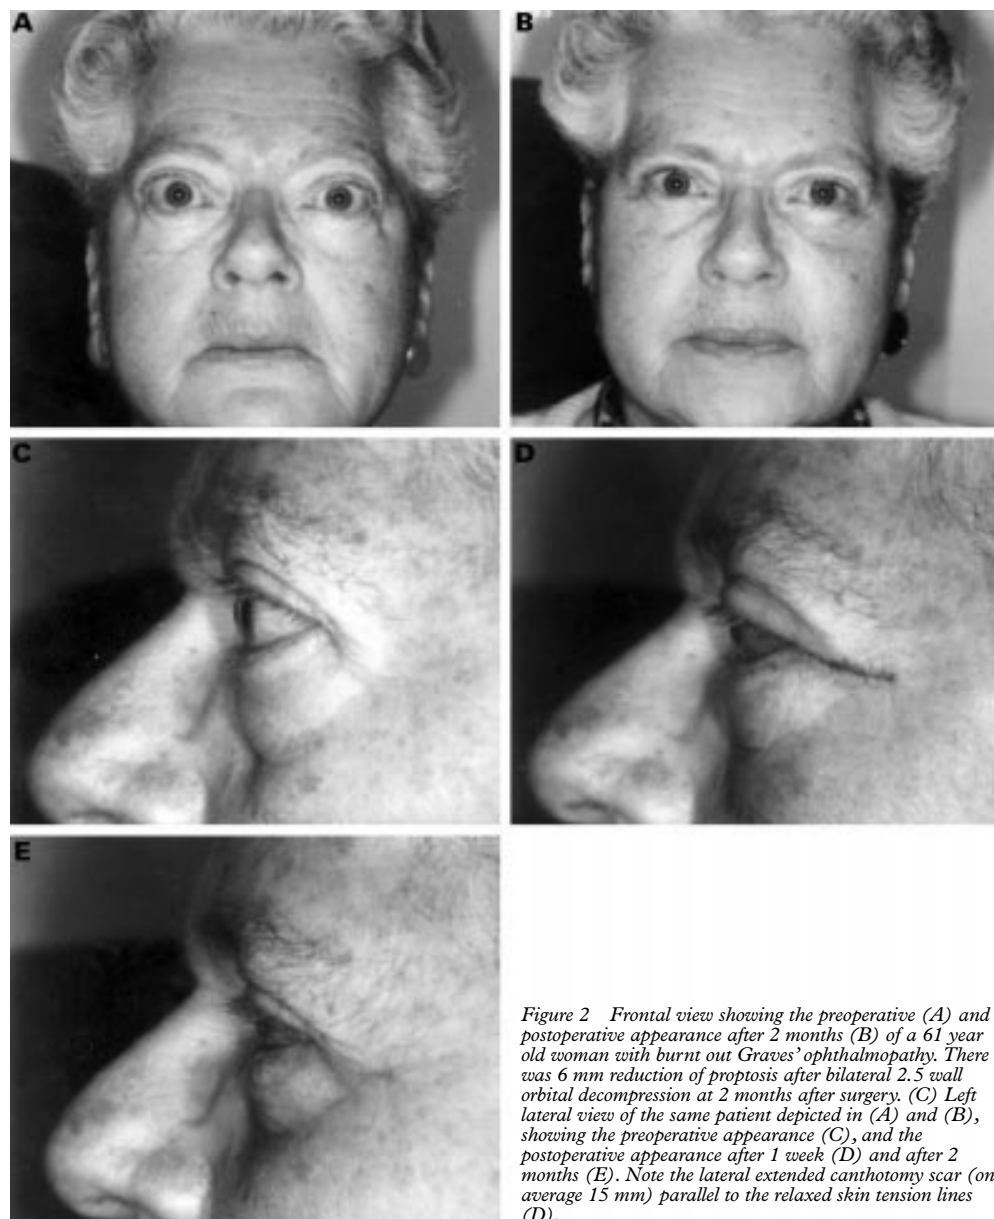 A
B
C
D
E
Figure 2 Frontal view showing the preoperative (A) and
postoperative appearance after 2 months (B) of a 61 year
old woman with burnt out Graves' ophthalmopathy. There
was 6 mm reduction of proptosis after bilateral 2.5 wall
orbital decompression at 2 months after surgery. (C) Left
lateral view of the same patient depicted in (A) and (B),
showing the preoperative appearance (C), and the
postoperative appearance after 1 week (D) and after 2
months (E). Note the lateral extended canthotomy scar (on
average 15 mm) parallel to the relaxed skin tension lines
(D).